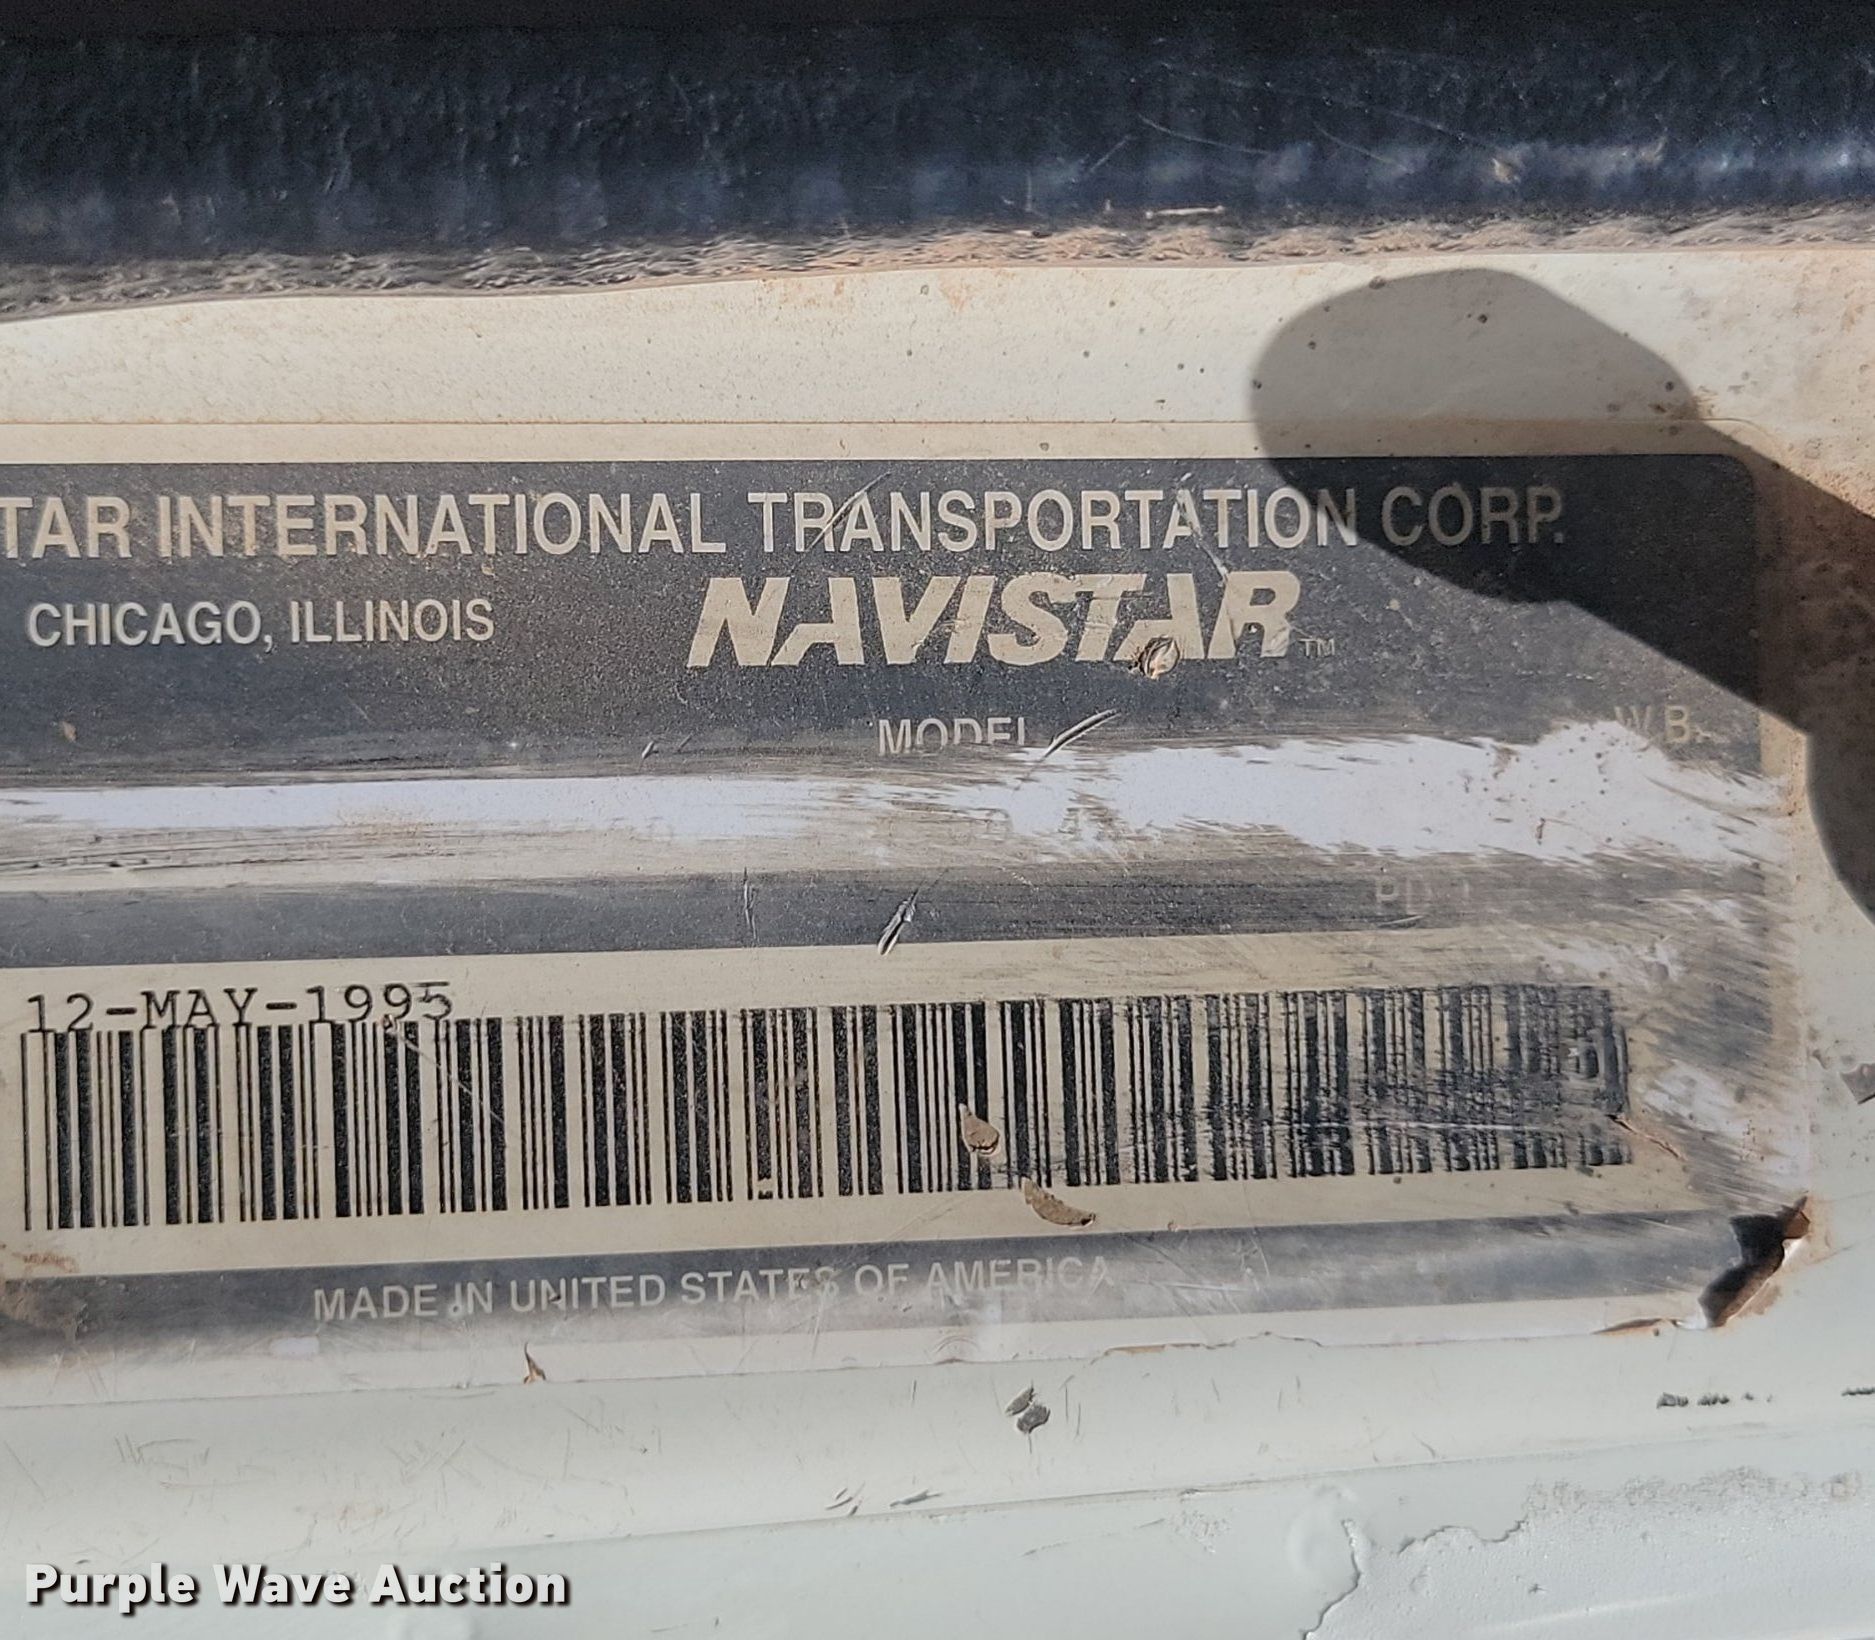 TAR INTERNATIONAL TRANSPORTATION CORP.
CHICAGO, ILLINOIS
NAVISTAR™
MODEL
W.B.
12-MAY-1995
MADE IN UNITED STATES OF AMERICA
Purple Wave Auction